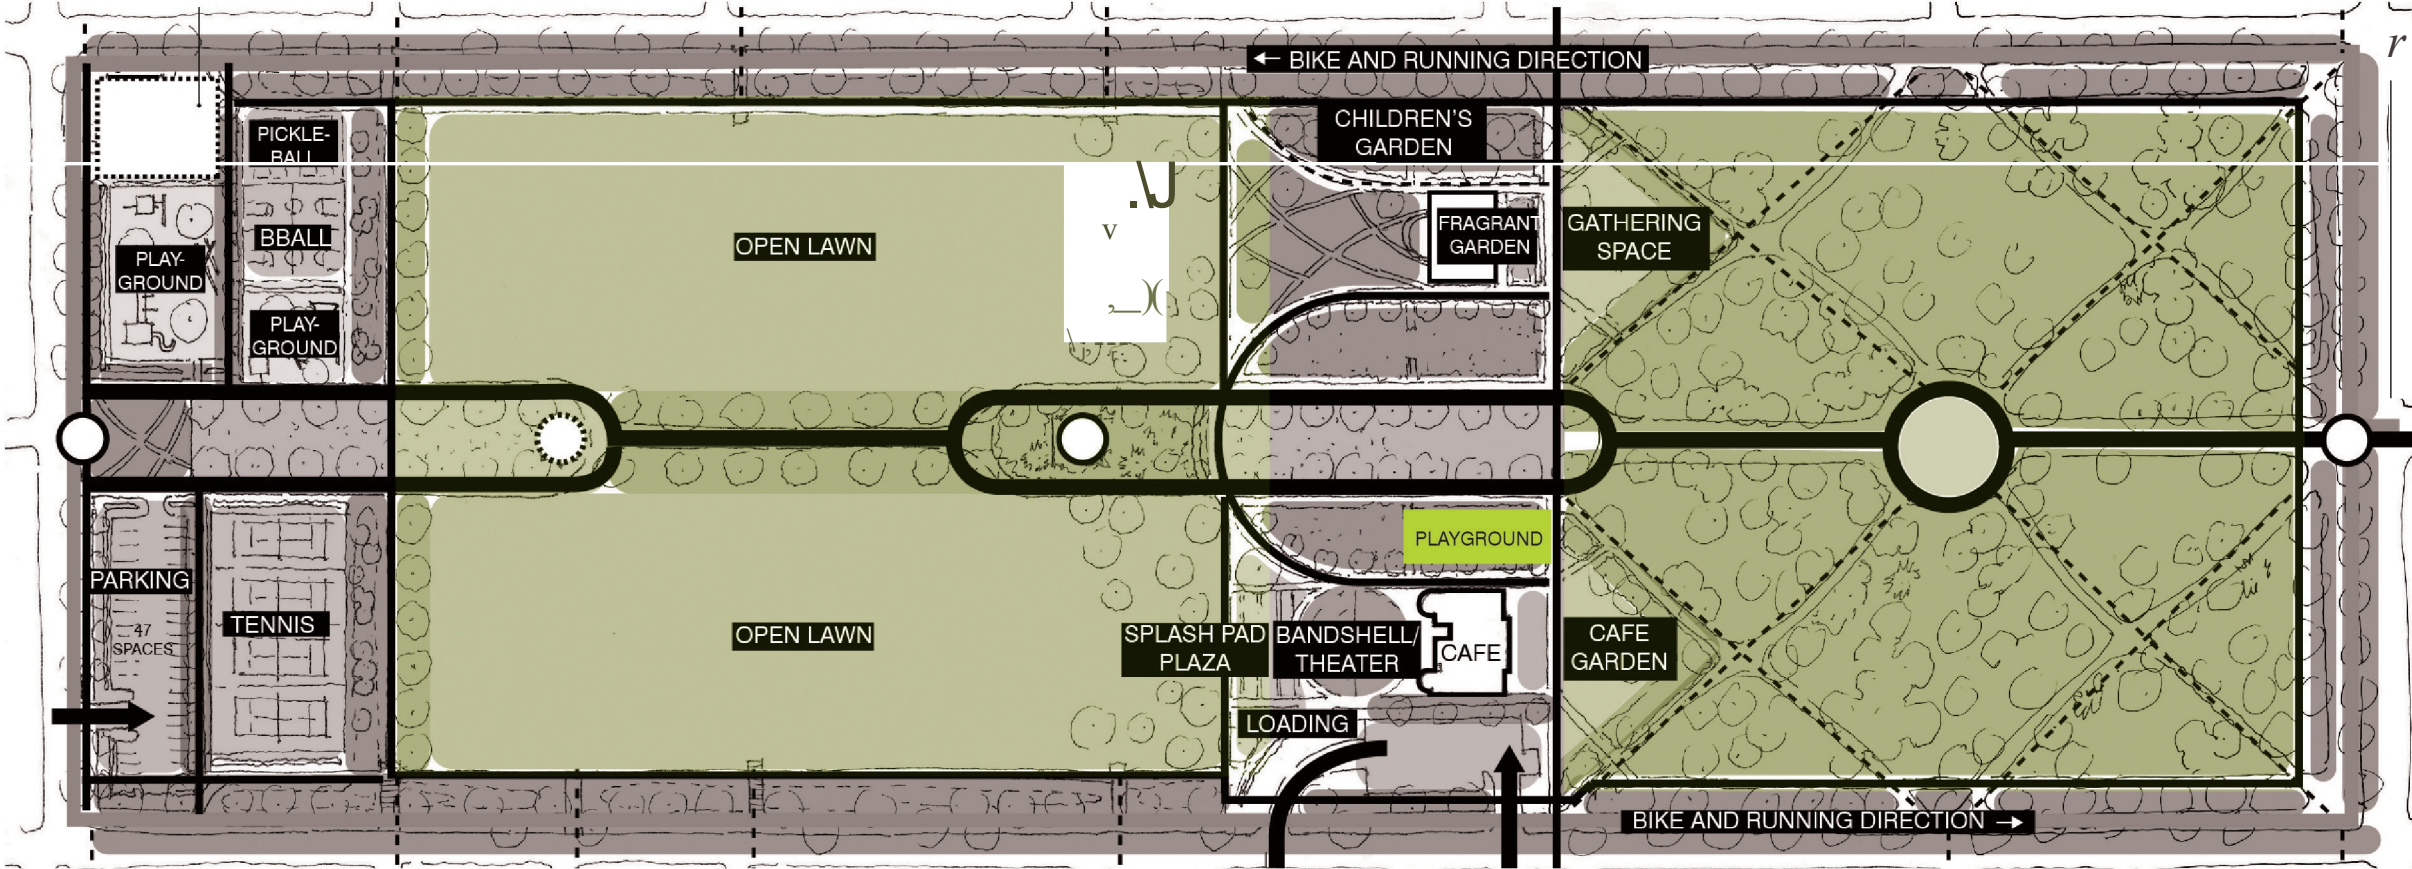 ← BIKE AND RUNNING DIRECTION
r
PICKLE-
BALL
CHILDREN'S
GARDEN
PLAY-
GROUND
BBALL
PLAY-
GROUND
OPEN LAWN
v
FRAGRANT
GARDEN
GATHERING
SPACE
PLAYGROUND
PARKING
47
SPACES
TENNIS
OPEN LAWN
SPLASH PAD
PLAZA
BANDSHELL/
THEATER
CAFE
CAFE
GARDEN
LOADING
BIKE AND RUNNING DIRECTION →